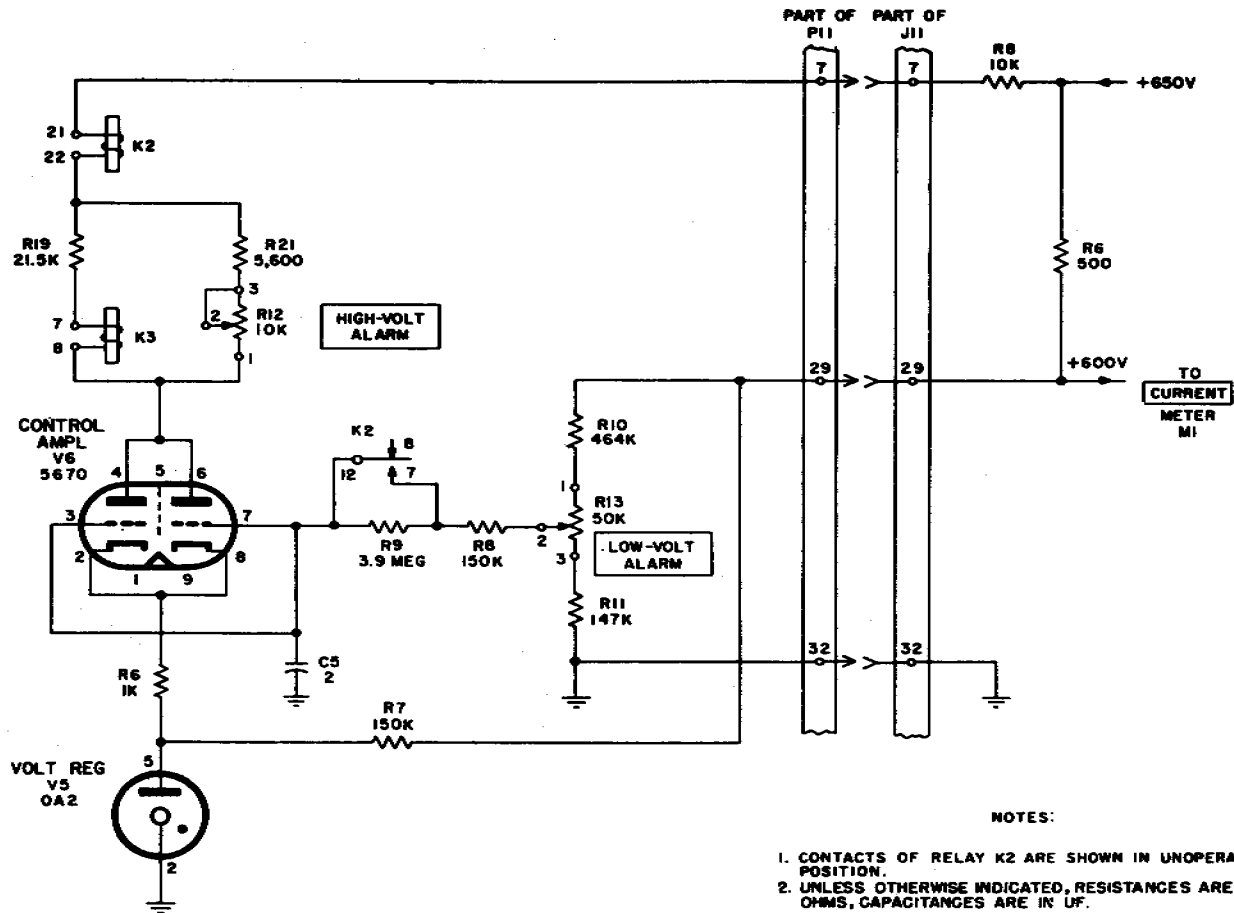 PART OF PART OF
P11 J11
7 7
R8
10K
+650V
21
22
K2
R19
21.5K
R21
5,600
R6
500
3
2
R12
10K
1
7
8
K3
HIGH-VOLT
ALARM
+600V
29 29
TO
CURRENT
METER
M1
CONTROL
AMPL
V6
5670
4 5 6
3 7
2 8
1 9
K2
8
12 7
R9
3.9 MEG
R8
150K
R10
464K
1
R13
50K
2
3
LOW-VOLT
ALARM
R11
147K
32 32
C5
2
R6
1K
R7
150K
VOLT REG
V5
OA2
5
2
NOTES:
1. CONTACTS OF RELAY K2 ARE SHOWN IN UNOPERA
POSITION.
2. UNLESS OTHERWISE INDICATED, RESISTANCES ARE
OHMS, CAPACITANCES ARE IN UF.